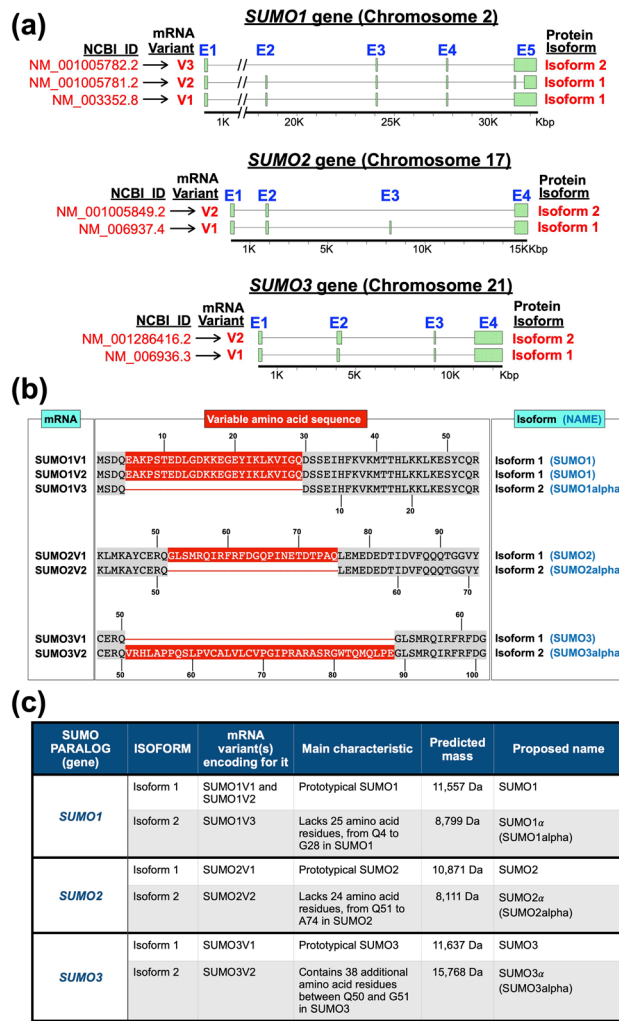 (a)
SUMO1 gene (Chromosome 2)
NCBI ID mRNA Variant E1 E2 E3 E4 E5 Protein Isoform
NM_001005782.2 V3 Isoform 2
NM_001005781.2 V2 Isoform 1
NM_003352.8 V1 Isoform 1
1K 20K 25K 30K Kbp
SUMO2 gene (Chromosome 17)
NCBI ID mRNA Variant E1 E2 E3 E4 Protein Isoform
NM_001005849.2 V2 Isoform 2
NM_006937.4 V1 Isoform 1
1K 5K 10K 15K Kbp
SUMO3 gene (Chromosome 21)
NCBI ID mRNA Variant E1 E2 E3 E4 Protein Isoform
NM_001286416.2 V2 Isoform 2
NM_006936.3 V1 Isoform 1
1K 5K 10K Kbp
(b)
mRNA Variable amino acid sequence Isoform (NAME)
10 20 30 40 50
SUMO1V1 MSDQEAKPSTEDLGDKKEGEYIKLKVIGQDSSEIHFKVKMTTHLKKLKESYCQR Isoform 1 (SUMO1)
SUMO1V2 MSDQEAKPSTEDLGDKKEGEYIKLKVIGQDSSEIHFKVKMTTHLKKLKESYCQR Isoform 1 (SUMO1)
SUMO1V3 MSDQ DSSEIHFKVKMTTHLKKLKESYCQR Isoform 2 (SUMO1alpha)
10 20
50 60 70 80 90
SUMO2V1 KLMKAYCERQGLSMRQIRFRFDGQPINETDTPAQLEMEDEDTIDVFQQQTGGVY Isoform 1 (SUMO2)
SUMO2V2 KLMKAYCERQ LEMEDEDTIDVFQQQTGGVY Isoform 2 (SUMO2alpha)
50 60 70
50 60
SUMO3V1 CERQ GLSMRQIRFRFDG Isoform 1 (SUMO3)
SUMO3V2 CERQVRHLAPPQSLPVCALVLCVPGIPRARASRGWTQMQLPEGLSMRQIRFRFDG Isoform 2 (SUMO3alpha)
50 60 70 80 90 100
(c)
SUMO PARALOG (gene) ISOFORM mRNA variant(s) encoding for it Main characteristic Predicted mass Proposed name
SUMO1
Isoform 1 SUMO1V1 and SUMO1V2 Prototypical SUMO1 11,557 Da SUMO1
Isoform 2 SUMO1V3 Lacks 25 amino acid residues, from Q4 to G28 in SUMO1 8,799 Da SUMO1α (SUMO1alpha)
SUMO2
Isoform 1 SUMO2V1 Prototypical SUMO2 10,871 Da SUMO2
Isoform 2 SUMO2V2 Lacks 24 amino acid residues, from Q51 to A74 in SUMO2 8,111 Da SUMO2α (SUMO2alpha)
SUMO3
Isoform 1 SUMO3V1 Prototypical SUMO3 11,637 Da SUMO3
Isoform 2 SUMO3V2 Contains 38 additional amino acid residues between Q50 and G51 in SUMO3 15,768 Da SUMO3α (SUMO3alpha)